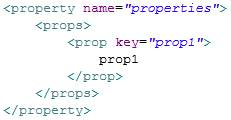 <property name="properties">
<props>
<prop key="prop1">
prop1
</prop>
</props>
</property>